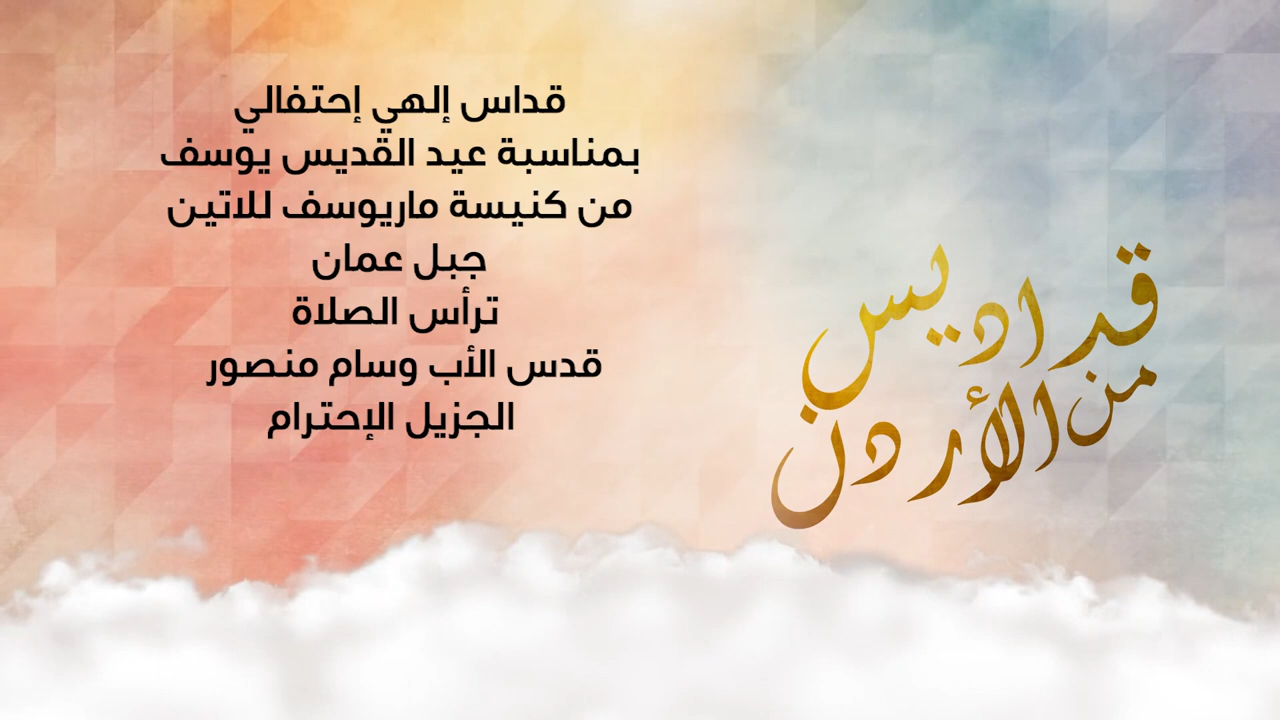 قداس إلهي إحتفالي
بمناسبة عيد القديس يوسف
من كنيسة ماريوسف للاتين
جبل عمان
ترأس الصلاة
قدس الأب وسام منصور
الجزيل الإحترام
قداديس
من الأردن